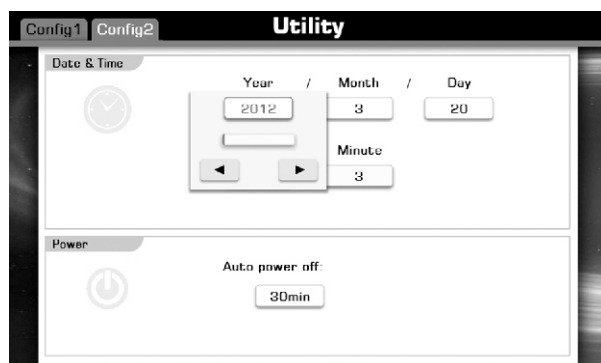 Config1 Config2 Utility
Date & Time
Year / Month / Day
2012 3 20
Minute
3
Power
Auto power off:
30min